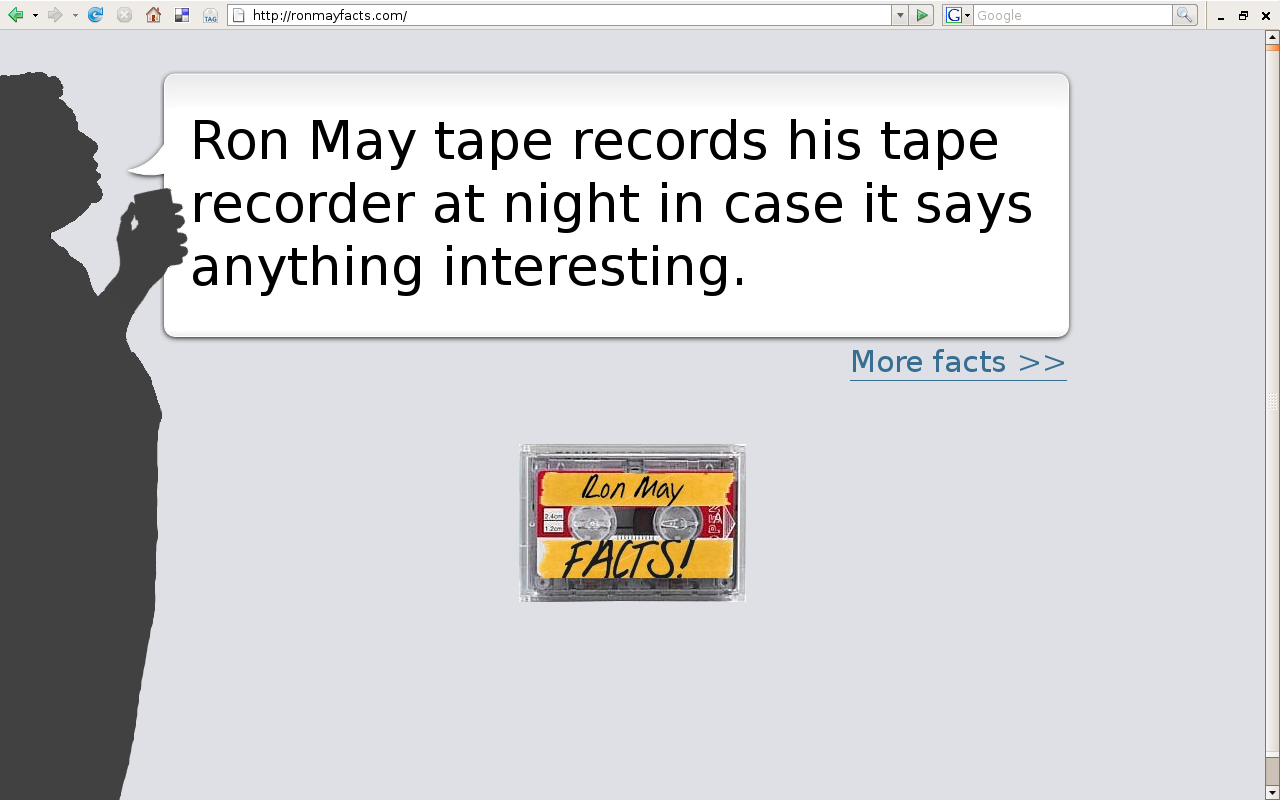 TAG
http://ronmayfacts.com/
G
Google
Ron May tape records his tape
recorder at night in case it says
anything interesting.
More facts >>
Ron May
2.4cm
1.2cm
FACTS!